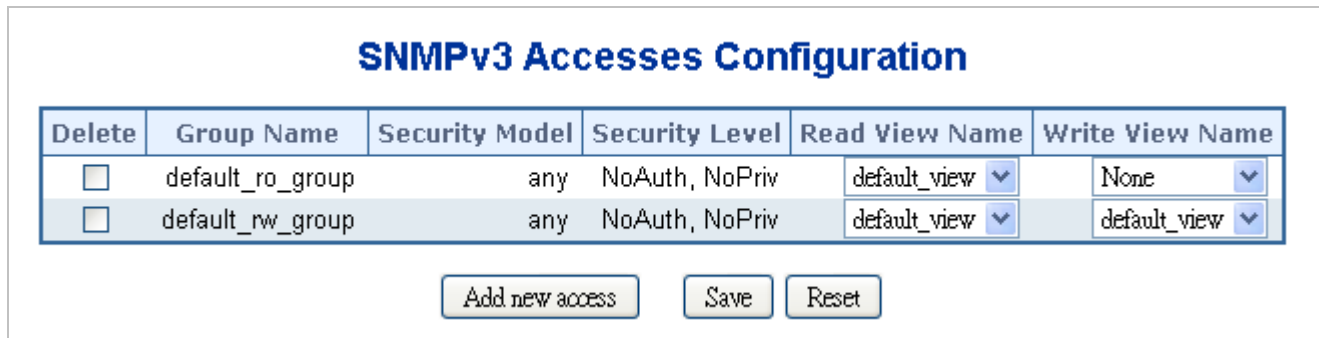 SNMPv3 Accesses Configuration
Delete Group Name Security Model Security Level Read View Name Write View Name
default_ro_group any NoAuth, NoPriv default_view None
default_rw_group any NoAuth, NoPriv default_view default_view
Add new access Save Reset